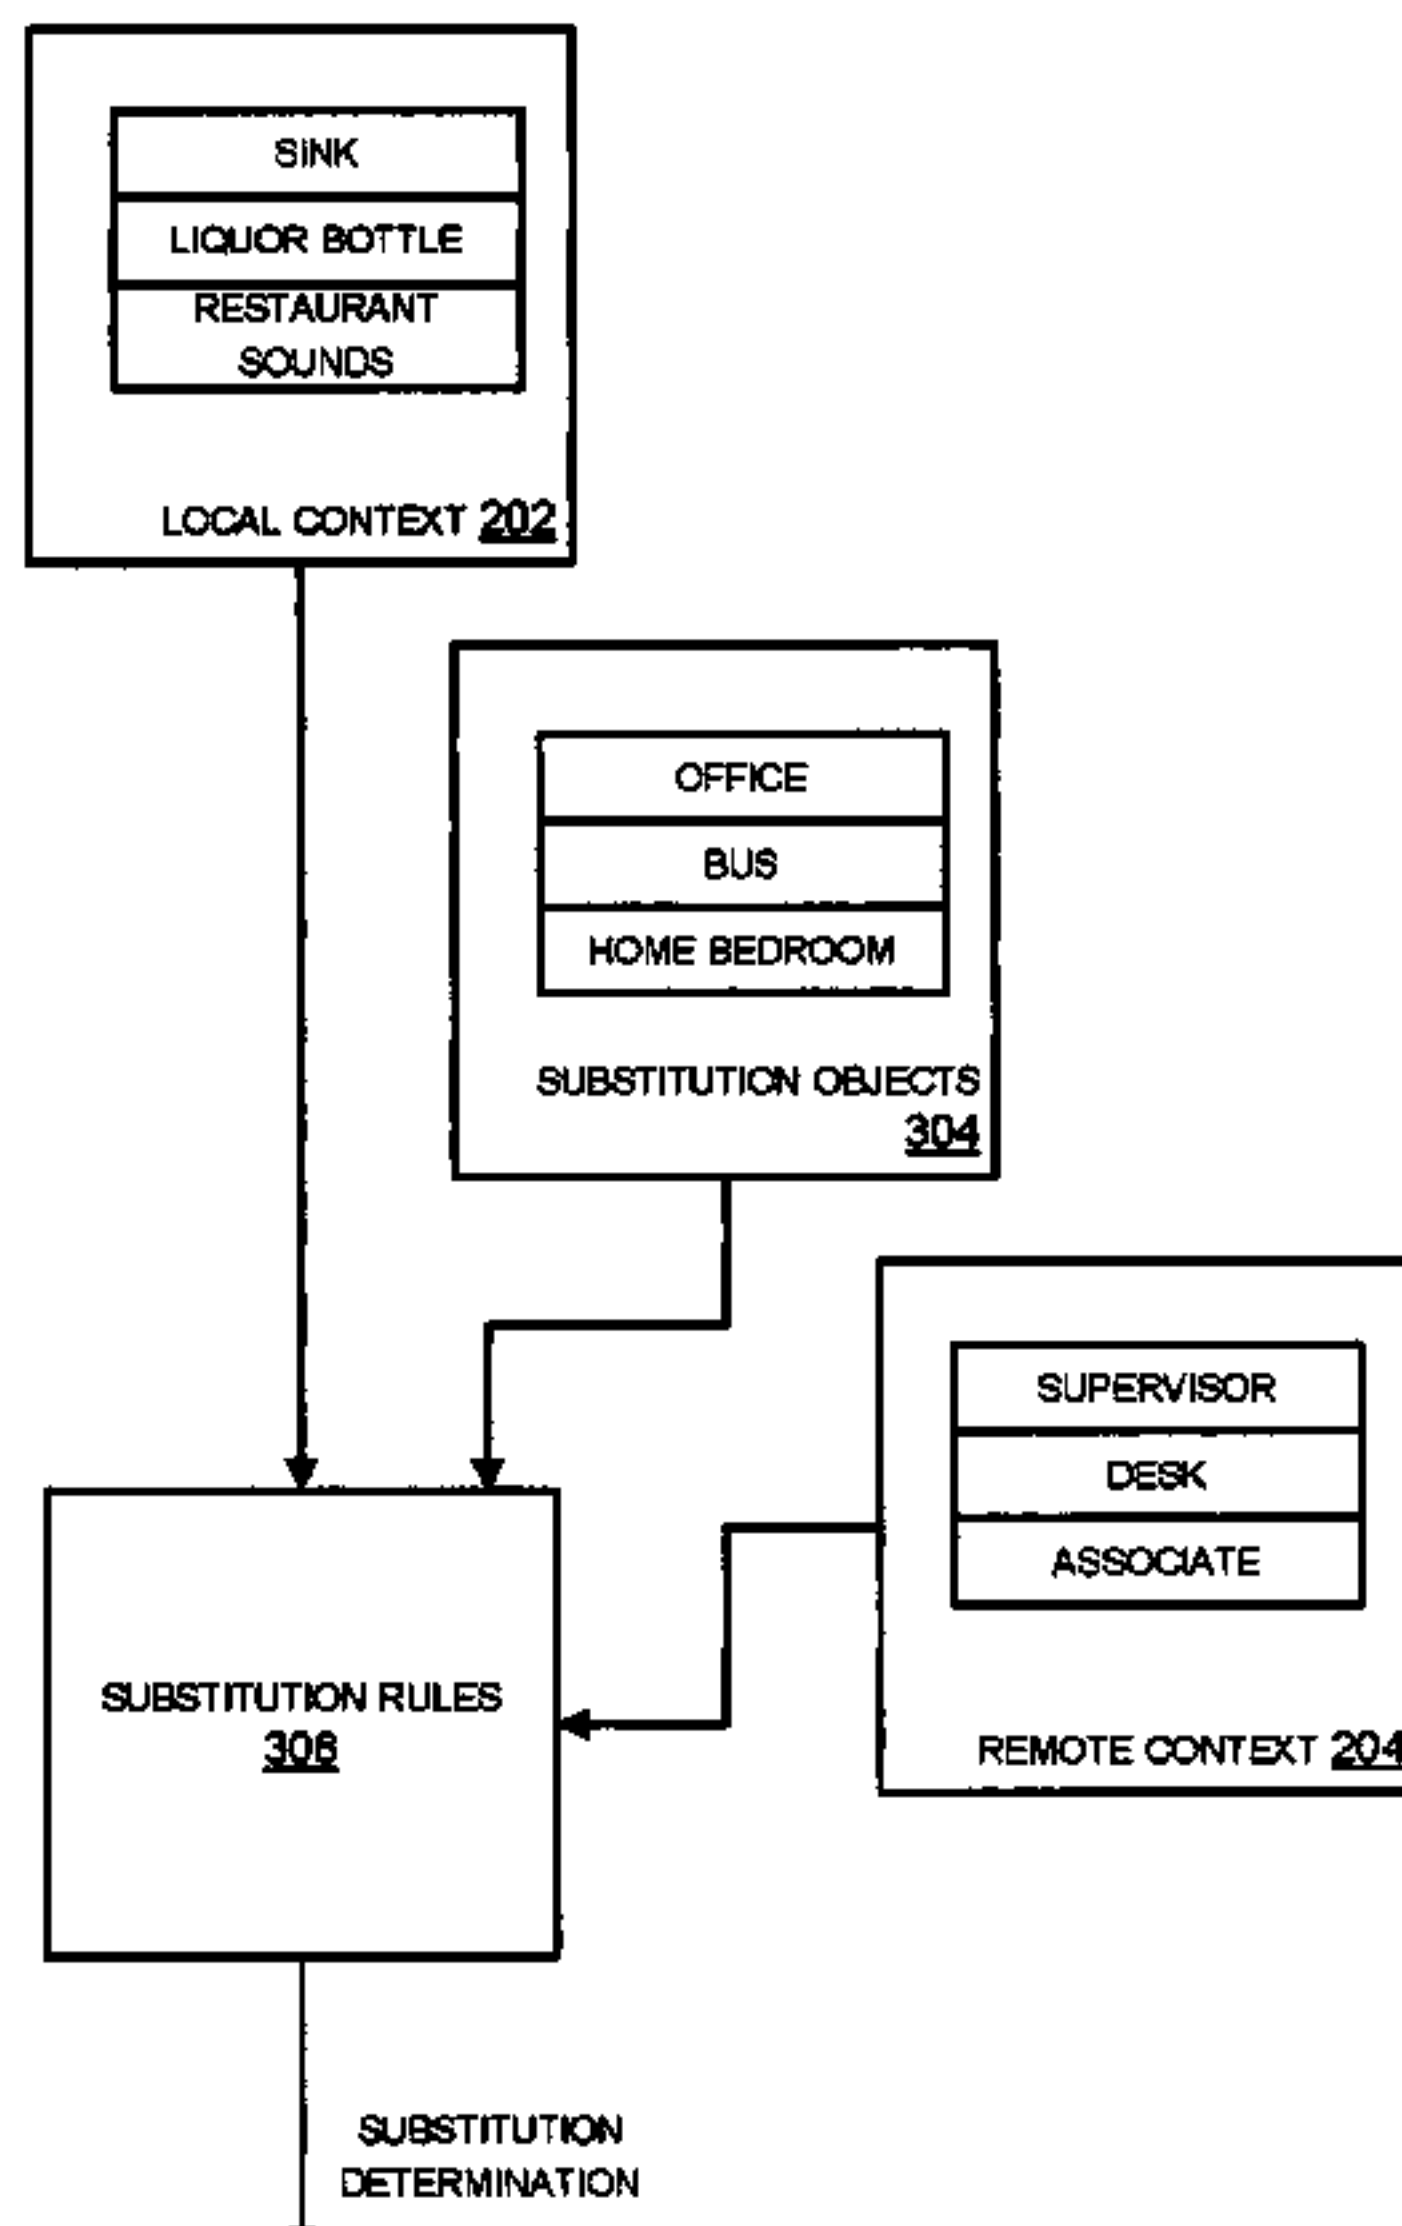 SINK
LIQUOR BOTTLE
RESTAURANT
SOUNDS
LOCAL CONTEXT 202
OFFICE
BUS
HOME BEDROOM
SUBSTITUTION OBJECTS
304
SUPERVISOR
DESK
ASSOCIATE
REMOTE CONTEXT 204
SUBSTITUTION RULES
306
SUBSTITUTION
DETERMINATION